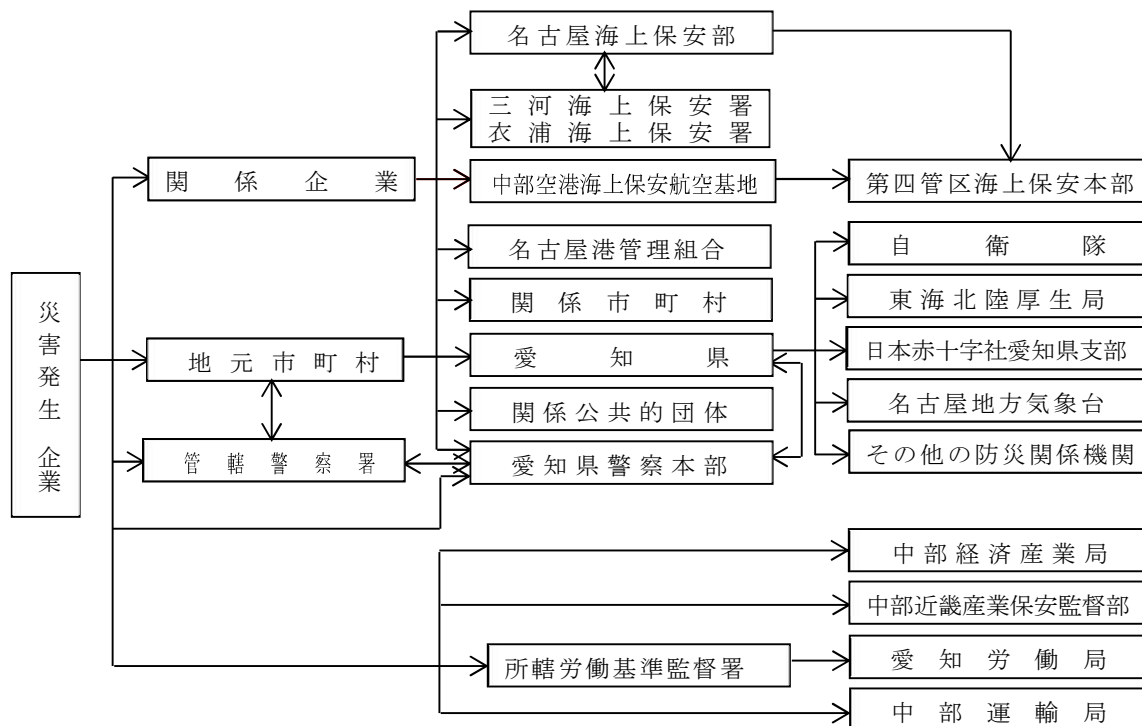 名古屋海上保安部
三河海上保安署
衣浦海上保安署
関係企業
中部空港海上保安航空基地
第四管区海上保安本部
名古屋港管理組合
自衛隊
災害発生 企業
関係市町村
東海北陸厚生局
地元市町村
愛知県
日本赤十字社愛知県支部
関係公共的団体
名古屋地方気象台
管轄警察署
愛知県警察本部
その他の防災関係機関
中部経済産業局
中部近畿産業保安監督部
所轄労働基準監督署
愛知労働局
中部運輸局